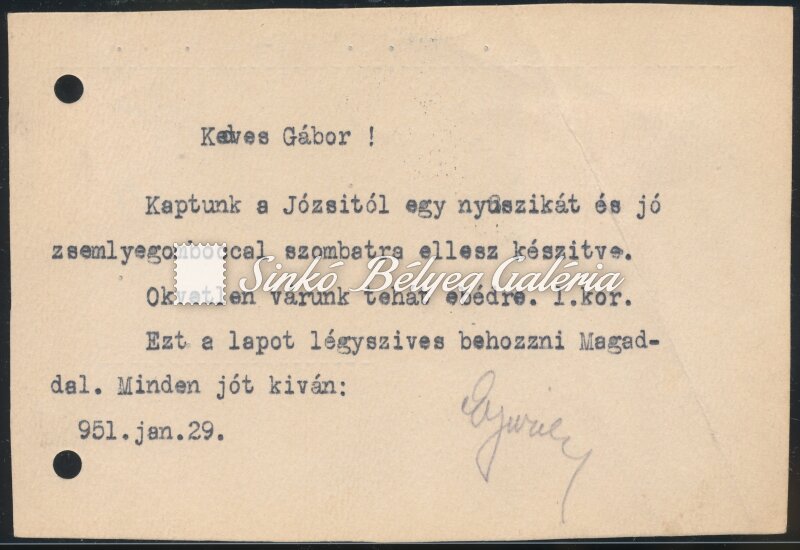 Kedves Gábor !
Kaptunk a Józsitól egy nyuszikát és jó
zsemlyegombóccal szombatra ellesz készitve.
Sinkó Bélyeg Galéria
Okvetlen várunk tehát ebédre. 1.kor.
Ezt a lapot légyszives behozzni Magad-
dal. Minden jót kiván:
951.jan.29.